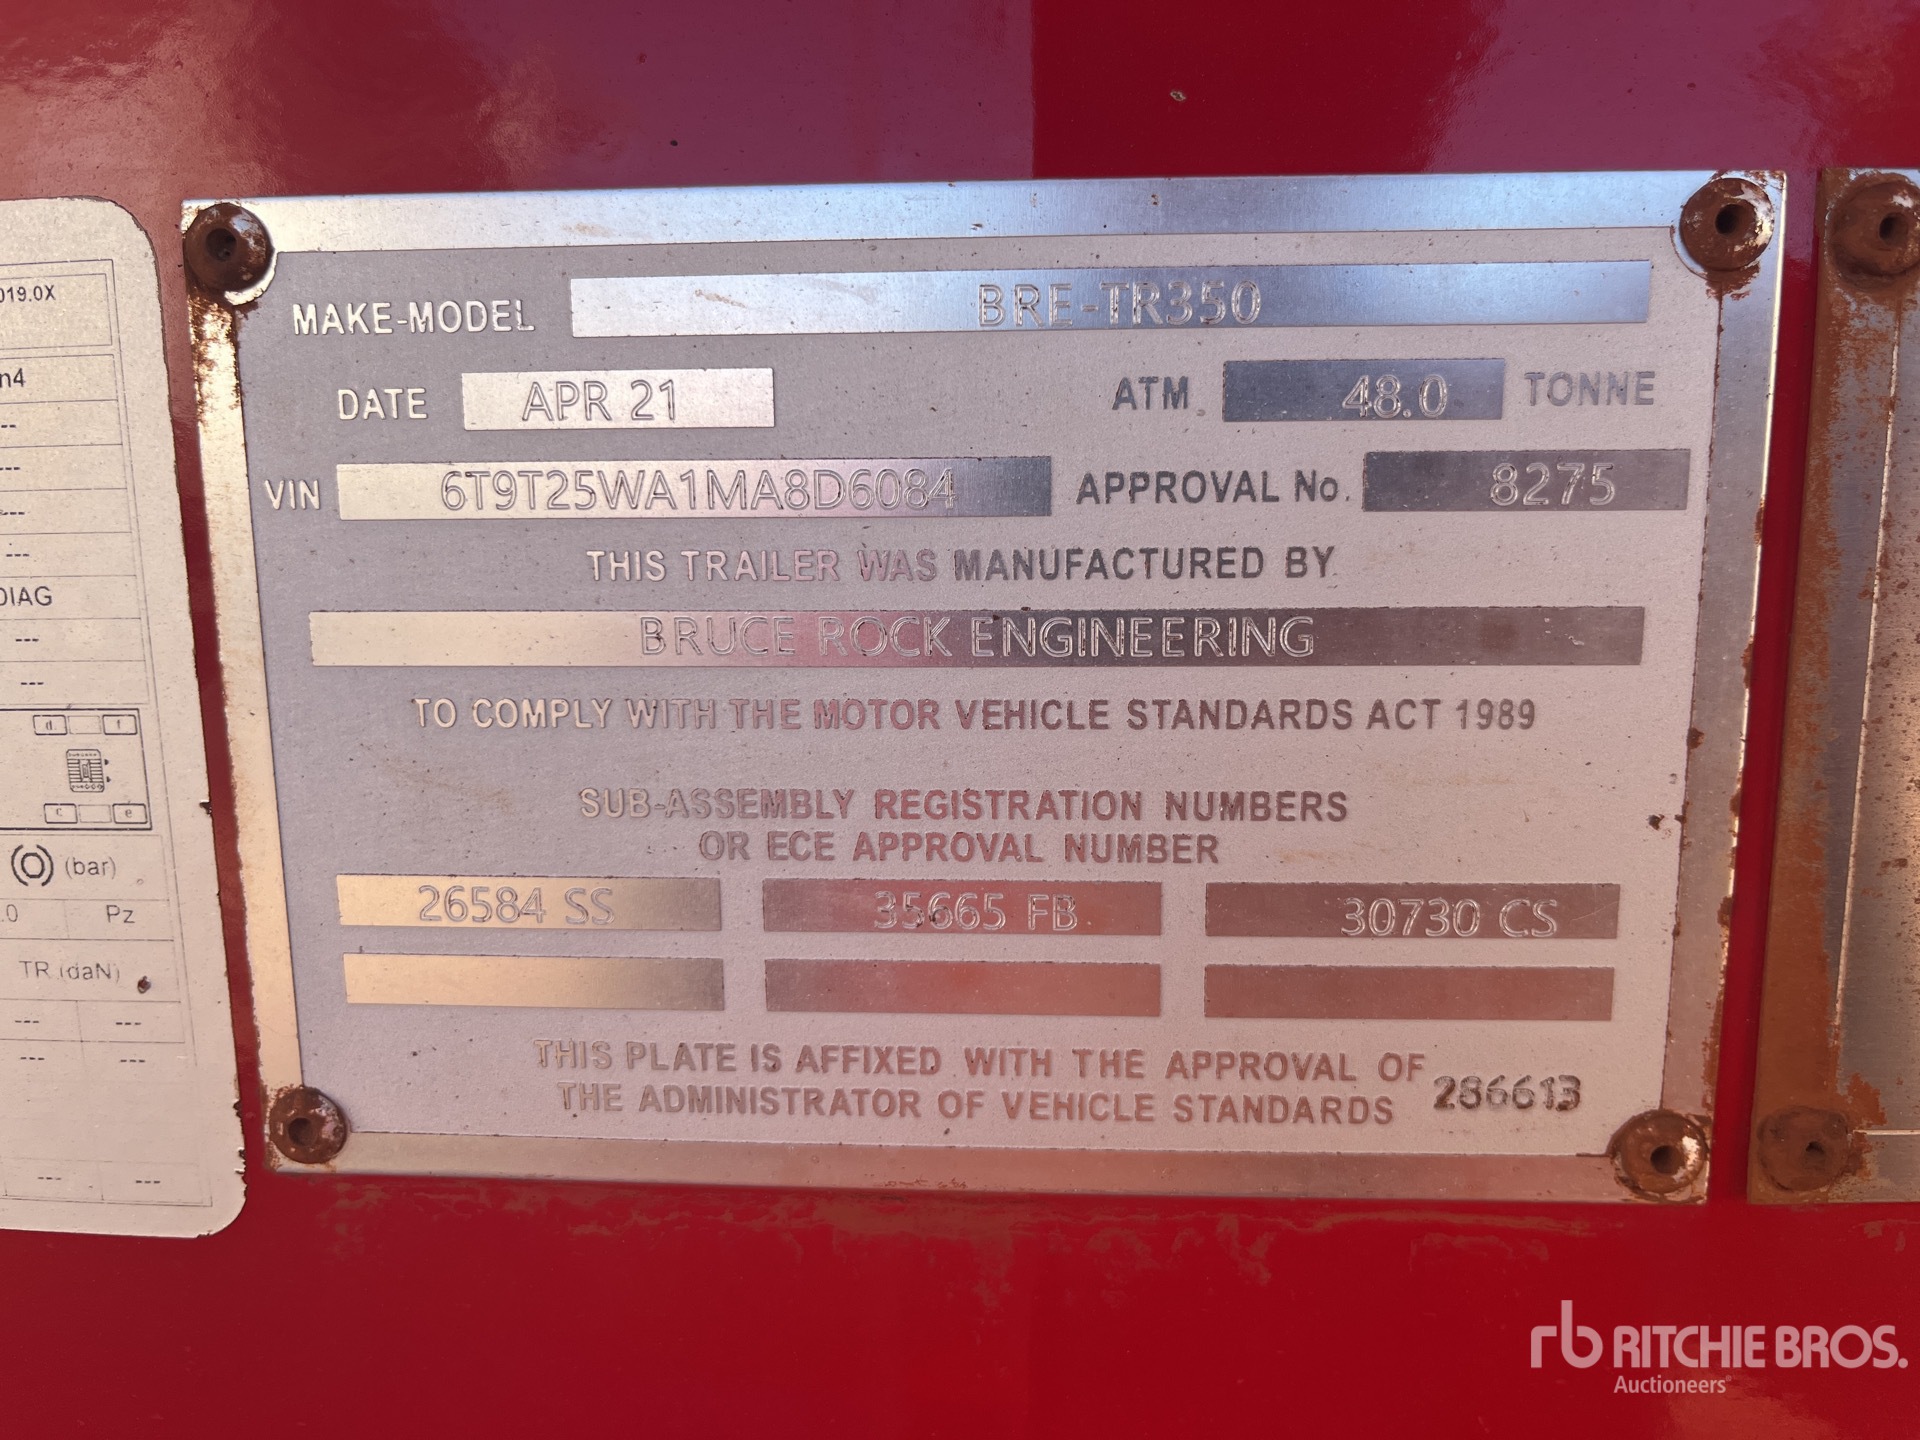 019.0X
n4
---
---
---
---
DIAG
---
---
d f
c e
(bar)
.0 Pz
TR (daN)
--- ---
--- ---
--- ---
MAKE-MODEL BRE-TR350
DATE APR 21 ATM 48.0 TONNE
VIN 6T9T25WA1MA8D6084 APPROVAL No. 8275
THIS TRAILER WAS MANUFACTURED BY
BRUCE ROCK ENGINEERING
TO COMPLY WITH THE MOTOR VEHICLE STANDARDS ACT 1989
SUB-ASSEMBLY REGISTRATION NUMBERS
OR ECE APPROVAL NUMBER
26584 SS 35665 FB 30730 CS
THIS PLATE IS AFFIXED WITH THE APPROVAL OF
THE ADMINISTRATOR OF VEHICLE STANDARDS 286613
rb RITCHIE BROS.
Auctioneers